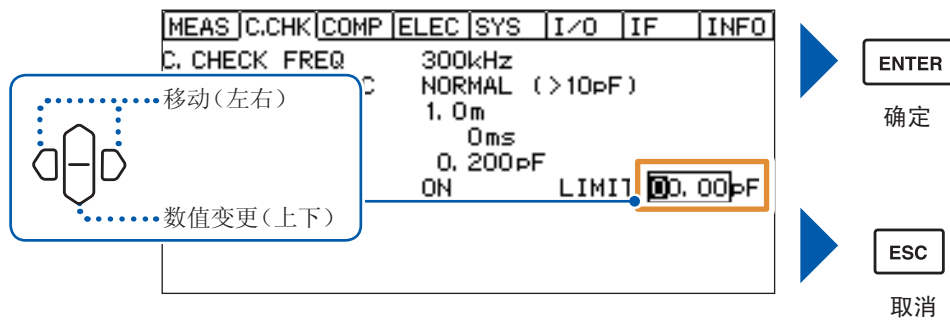 MEAS C.CHK COMP ELEC SYS I/O IF INFO
C. CHECK FREQ 300kHz
C NORMAL (>10pF)
1. 0m
0ms
0. 200pF
ON LIMIT 00. 00pF
移动(左右)
数值变更(上下)
ENTER
确定
ESC
取消